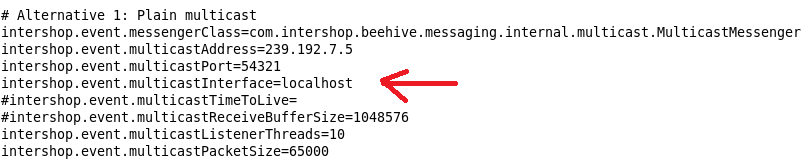 # Alternative 1: Plain multicast
intershop.event.messengerClass=com.intershop.beehive.messaging.internal.multicast.MulticastMessenger
intershop.event.multicastAddress=239.192.7.5
intershop.event.multicastPort=54321
intershop.event.multicastInterface=localhost
#intershop.event.multicastTimeToLive=
#intershop.event.multicastReceiveBufferSize=1048576
intershop.event.multicastListenerThreads=10
intershop.event.multicastPacketSize=65000